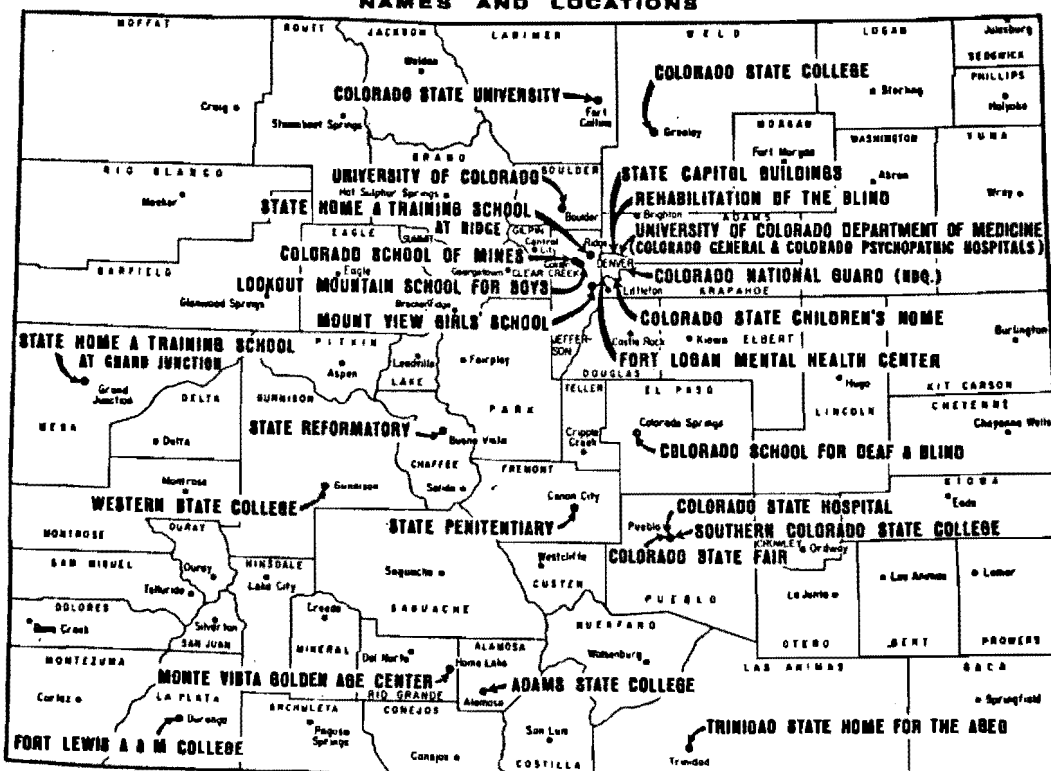 NAMES AND LOCATIONS
MOFFAT
ROUTT
JACKSON
LARIMER
WELD
LOGAN
Julesburg
SEDGWICK
PHILLIPS
Holyoke
Walden
COLORADO STATE COLLEGE
Sterling
Craig
COLORADO STATE UNIVERSITY
Fort Collins
Steamboat Springs
Greeley
MORGAN
WASHINGTON
YUMA
Fort Morgan
GRAND
BOULDER
RIO BLANCO
UNIVERSITY OF COLORADO
STATE CAPITOL BUILDINGS
Akron
Meeker
Hot Sulphur Springs
REHABILITATION OF THE BLIND
Wray
STATE HOME & TRAINING SCHOOL
AT RIDGE
Boulder
Brighton
ADAMS
EAGLE
SUMMIT
GILPIN
Central City
Ridge
UNIVERSITY OF COLORADO DEPARTMENT OF MEDICINE
(COLORADO GENERAL & COLORADO PSYCHOPATHIC HOSPITALS)
COLORADO SCHOOL OF MINES
DENVER
GARFIELD
Eagle
Georgetown
CLEAR CREEK
COLORADO NATIONAL GUARD (HDQ.)
LOOKOUT MOUNTAIN SCHOOL FOR BOYS
Littleton
ARAPAHOE
Glenwood Springs
Breckenridge
MOUNT VIEW GIRLS' SCHOOL
COLORADO STATE CHILDREN'S HOME
Burlington
STATE HOME & TRAINING SCHOOL
AT GRAND JUNCTION
PITKIN
JEFFERSON
Castle Rock
Kiowa
ELBERT
Leadville
Fairplay
FORT LOGAN MENTAL HEALTH CENTER
Aspen
LAKE
DOUGLAS
Grand Junction
TELLER
EL PASO
Hugo
KIT CARSON
DELTA
GUNNISON
PARK
LINCOLN
CHEYENNE
MESA
STATE REFORMATORY
Buena Vista
Cripple Creek
Colorado Springs
Cheyenne Wells
Delta
COLORADO SCHOOL FOR DEAF & BLIND
CHAFFEE
FREMONT
Montrose
Gunnison
Salida
Canon City
KIOWA
WESTERN STATE COLLEGE
COLORADO STATE HOSPITAL
Eads
STATE PENITENTIARY
Pueblo
SOUTHERN COLORADO STATE COLLEGE
OURAY
MONTROSE
CROWLEY
Ordway
COLORADO STATE FAIR
SAN MIGUEL
HINSDALE
Westcliffe
Ouray
Lake City
Saguache
CUSTER
Las Animas
Lamar
Telluride
PUEBLO
La Junta
DOLORES
Creede
SAGUACHE
HUERFANO
Dove Creek
Silverton
SAN JUAN
OTERO
BENT
PROWERS
MONTEZUMA
MINERAL
Del Norte
ALAMOSA
Walsenburg
LAS ANIMAS
BACA
Home Lake
MONTE VISTA GOLDEN AGE CENTER
ADAMS STATE COLLEGE
Cortez
LA PLATA
RIO GRANDE
Alamosa
Springfield
ARCHULETA
CONEJOS
Durango
Pagosa Springs
San Luis
TRINIDAD STATE HOME FOR THE AGED
FORT LEWIS A & M COLLEGE
Conejos
COSTILLA
Trinidad